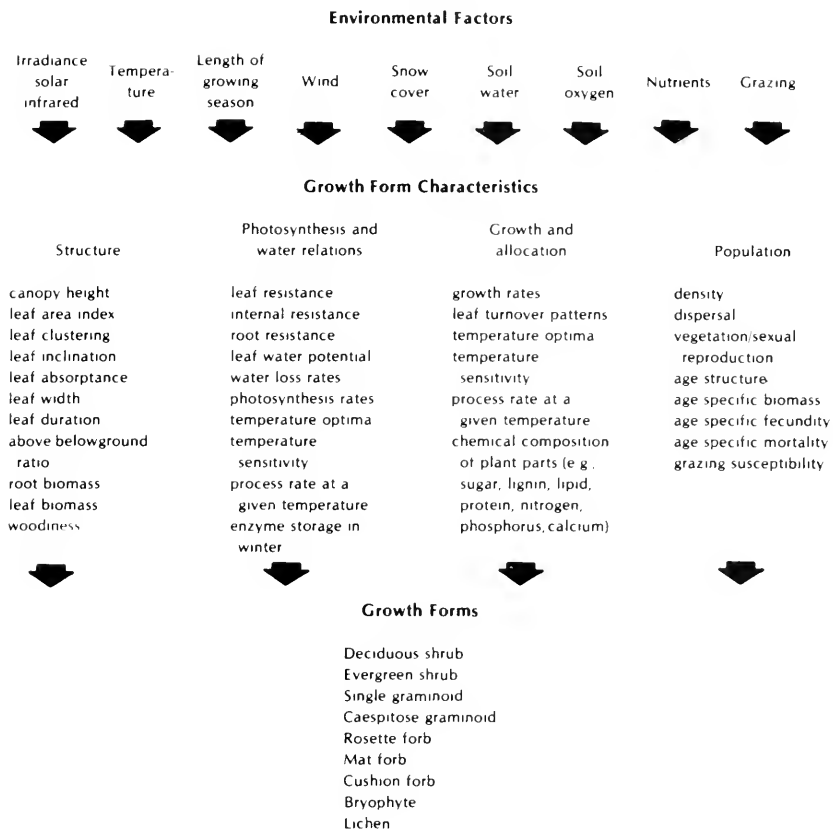 Environmental Factors
Irradiance
solar
infrared
Tempera-
ture
Length of
growing
season
Wind
Snow
cover
Soil
water
Soil
oxygen
Nutrients
Grazing
Growth Form Characteristics
Structure
canopy height
leaf area index
leaf clustering
leaf inclination
leaf absorptance
leaf width
leaf duration
above belowground
ratio
root biomass
leaf biomass
woodiness
Photosynthesis and
water relations
leaf resistance
internal resistance
root resistance
leaf water potential
water loss rates
photosynthesis rates
temperature optima
temperature
sensitivity
process rate at a
given temperature
enzyme storage in
winter
Growth and
allocation
growth rates
leaf turnover patterns
temperature optima
temperature
sensitivity
process rate at a
given temperature
chemical composition
of plant parts (e g,
sugar, lignin, lipid,
protein, nitrogen,
phosphorus, calcium)
Population
density
dispersal
vegetation/sexual
reproduction
age structure
age specific biomass
age specific fecundity
age specific mortality
grazing susceptibility
Growth Forms
Deciduous shrub
Evergreen shrub
Single graminoid
Caespitose graminoid
Rosette forb
Mat forb
Cushion forb
Bryophyte
Lichen